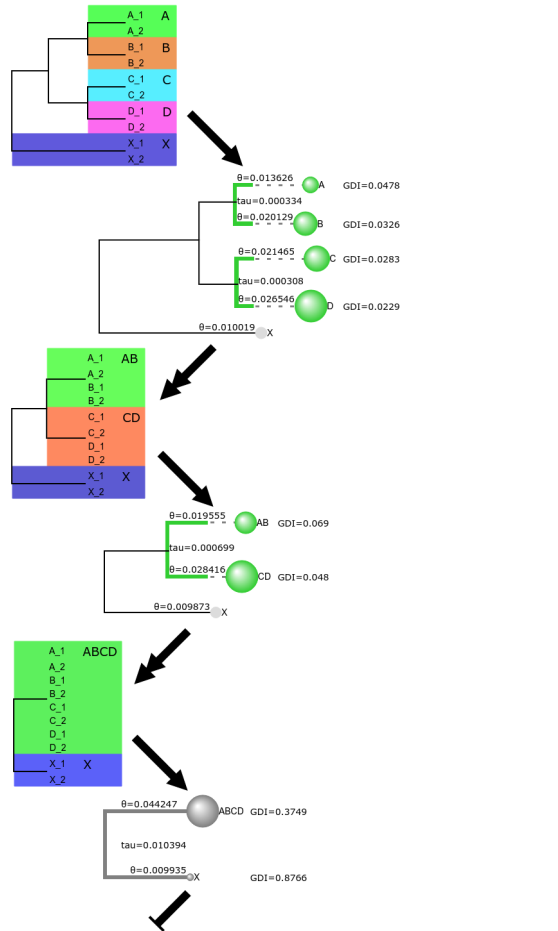 A_1 A
A_2
B_1 B
B_2
C_1 C
C_2
D_1 D
D_2
X_1 X
X_2
θ=0.013626 A GDI=0.0478
tau=0.000334
θ=0.020129 B GDI=0.0326
θ=0.021465 C GDI=0.0283
tau=0.000308
θ=0.026546 D GDI=0.0229
θ=0.010019 X
A_1 AB
A_2
B_1
B_2
C_1 CD
C_2
D_1
D_2
X_1 X
X_2
θ=0.019555 AB GDI=0.069
tau=0.000699
θ=0.028416 CD GDI=0.048
θ=0.009873 X
A_1 ABCD
A_2
B_1
B_2
C_1
C_2
D_1
D_2
X_1 X
X_2
θ=0.044247 ABCD GDI=0.3749
tau=0.010394
θ=0.009935 X GDI=0.8766